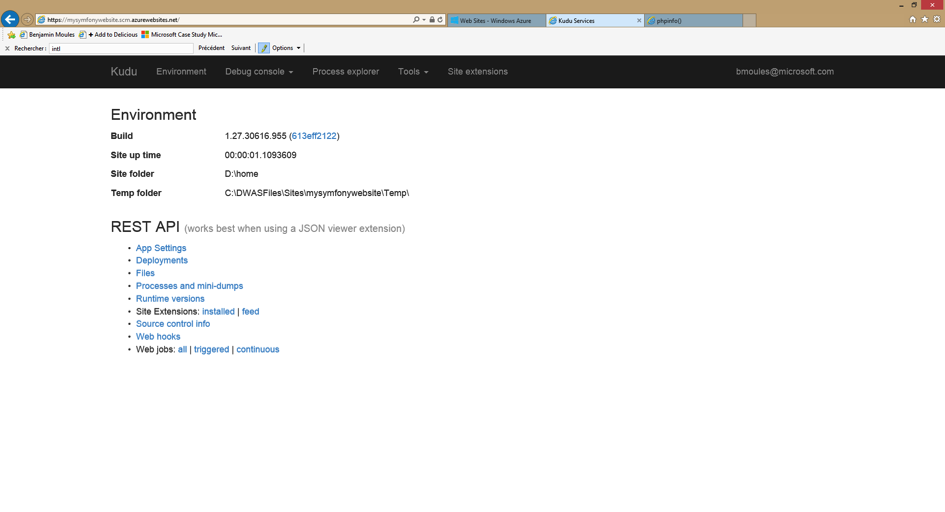 https://mysymfonywebsite.scm.azurewebsites.net/
Web Sites - Windows Azure
Kudu Services
phpinfo()
Benjamin Moules
Add to Delicious
Microsoft Case Study Mic...
Rechercher : intl
Précédent Suivant Options
Kudu Environment Debug console Process explorer Tools Site extensions bmoules@microsoft.com
Environment
Build 1.27.30616.955 (613eff2122)
Site up time 00:00:01.1093609
Site folder D:\home
Temp folder C:\DWASFiles\Sites\mysymfonywebsite\Temp\
REST API (works best when using a JSON viewer extension)
• App Settings
• Deployments
• Files
• Processes and mini-dumps
• Runtime versions
• Site Extensions: installed | feed
• Source control info
• Web hooks
• Web jobs: all | triggered | continuous